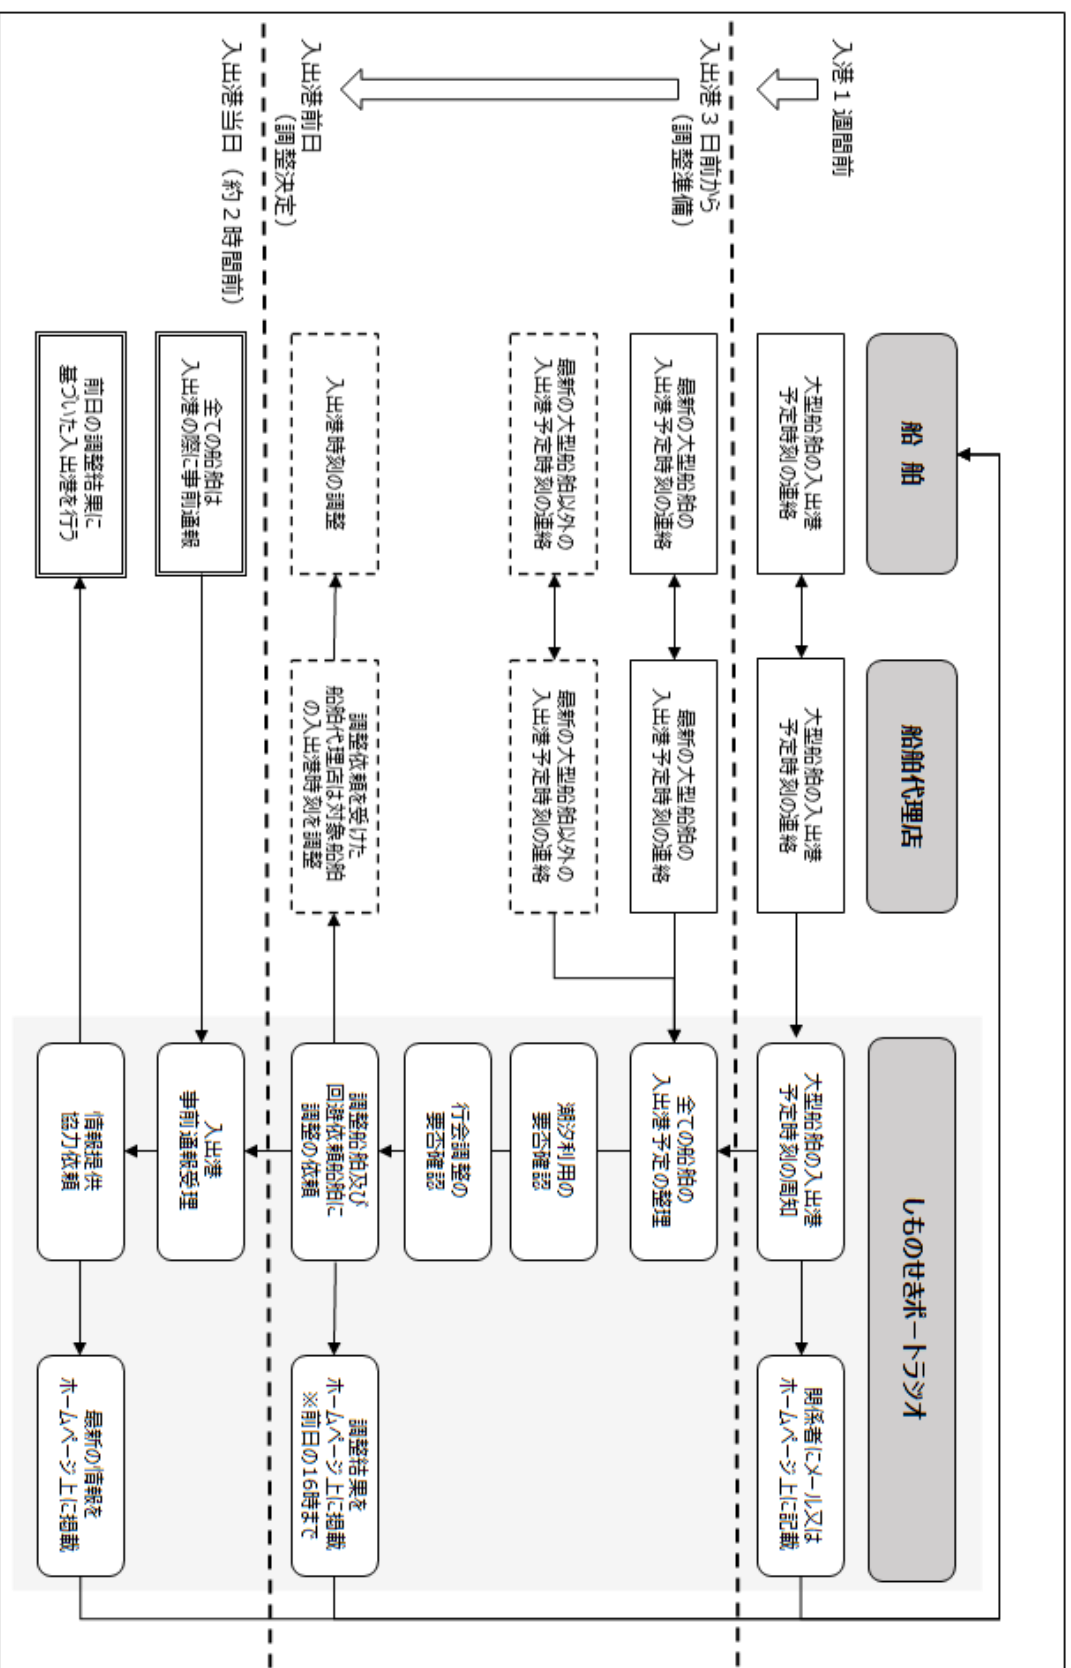 船 舶
船舶代理店
しものせきポートラジオ
入港１週間前
大型船舶の入出港
予定時刻の連絡
大型船舶の入出港
予定時刻の連絡
大型船舶の入出港
予定時刻の周知
関係者にメール又は
ホームページ上に記載
入出港３日前から
（調整準備）
最新の大型船舶の
入出港予定時刻の連絡
最新の大型船舶の
入出港予定時刻の連絡
全ての船舶の
入出港予定の整理
最新の大型船舶以外の
入出港予定時刻の連絡
最新の大型船舶以外の
入出港予定時刻の連絡
潮汐利用の
要否確認
行会調整の
要否確認
入出港前日
（調整決定）
入出港時刻の調整
調整依頼を受けた
船舶代理店は対象船舶
の入出港時刻を調整
調整船舶及び
回避依頼船舶に
調整の依頼
調整結果を
ホームページ上に掲載
※前日の16時まで
入出港当日（約２時間前）
全ての船舶は
入出港の際に事前通報
入出港
事前通報受理
前日の調整結果に
基づいた入出港を行う
情報提供
協力依頼
最新の情報を
ホームページ上に掲載